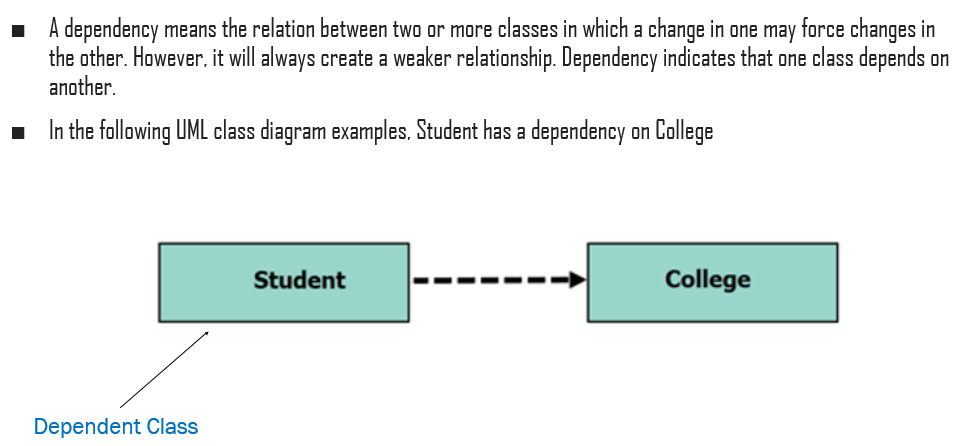 A dependency means the relation between two or more classes in which a change in one may force changes in
the other. However, it will always create a weaker relationship. Dependency indicates that one class depends on
another.
In the following UML class diagram examples, Student has a dependency on College
Student
College
Dependent Class